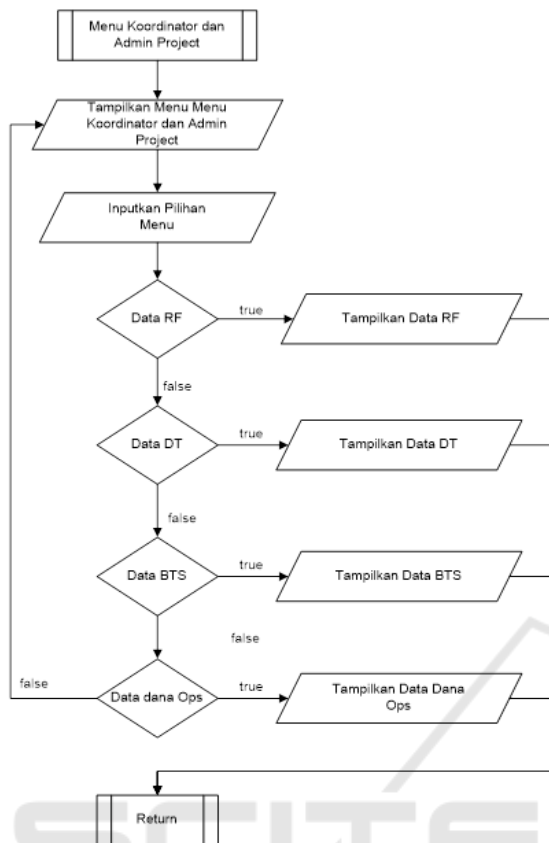 Menu Koordinator dan
Admin Project
Tampilkan Menu Menu
Koordinator dan Admin
Project
Inputkan Pilihan
Menu
Data RF
true
Tampilkan Data RF
false
Data DT
true
Tampilkan Data DT
false
Data BTS
true
Tampilkan Data BTS
false
false
Data dana Ops
true
Tampilkan Data Dana
Ops
Return
SCITE